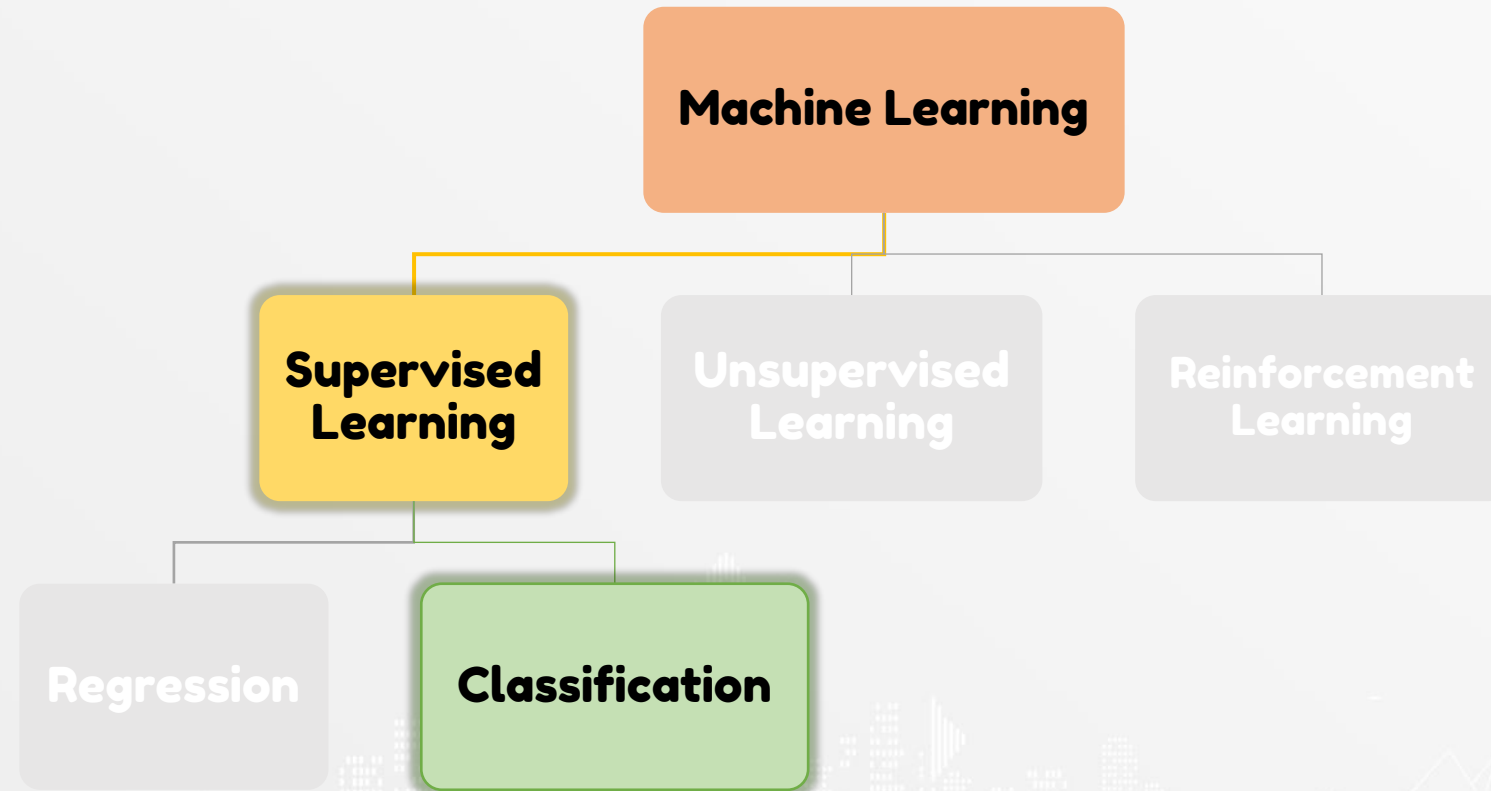 Machine Learning
Supervised
Learning
Unsupervised
Learning
Reinforcement
Learning
Regression
Classification